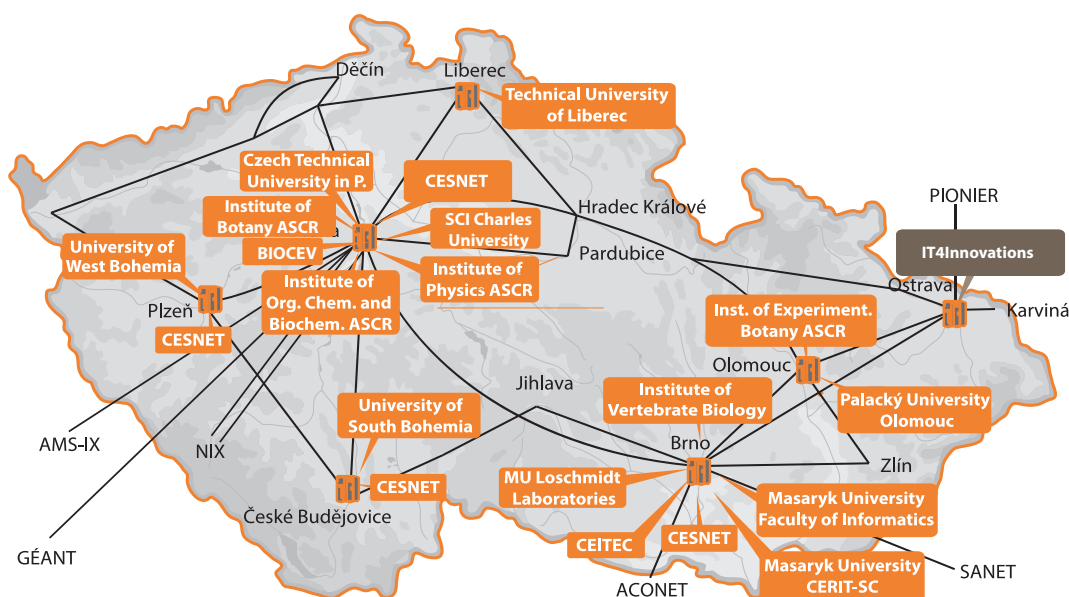 Děčín
Liberec
Technical University
of Liberec
Czech Technical
University in P.
CESNET
Institute of
Botany ASCR
a
SCI Charles
University
BIOCEV
Institute of
Physics ASCR
Institute of
Org. Chem. and
Biochem. ASCR
Hradec Králové
Pardubice
PIONIER
IT4Innovations
Ostrava
Karviná
University of
West Bohemia
Plzeň
CESNET
Inst. of Experiment.
Botany ASCR
Olomouc
Palacký University
Olomouc
Jihlava
Institute of
Vertebrate Biology
University of
South Bohemia
AMS-IX
NIX
Brno
Zlín
MU Loschmidt
Laboratories
CESNET
České Budějovice
Masaryk University
Faculty of Informatics
CEITEC
CESNET
GÉANT
Masaryk University
CERIT-SC
SANET
ACONET